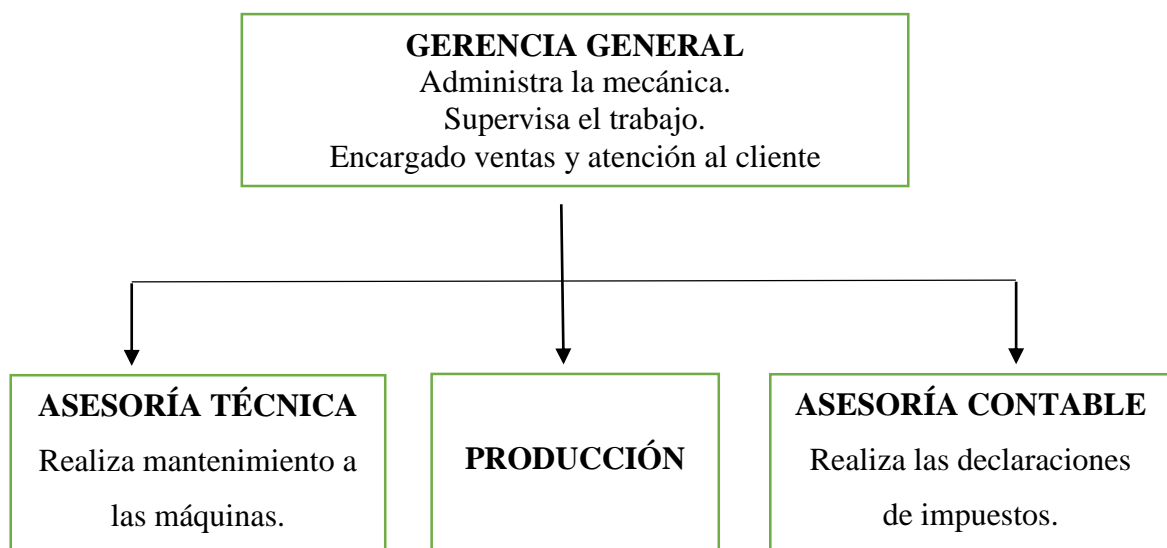 GERENCIA GENERAL
Administra la mecánica.
Supervisa el trabajo.
Encargado ventas y atención al cliente
ASESORÍA TÉCNICA
Realiza mantenimiento a
las máquinas.
PRODUCCIÓN
ASESORÍA CONTABLE
Realiza las declaraciones
de impuestos.